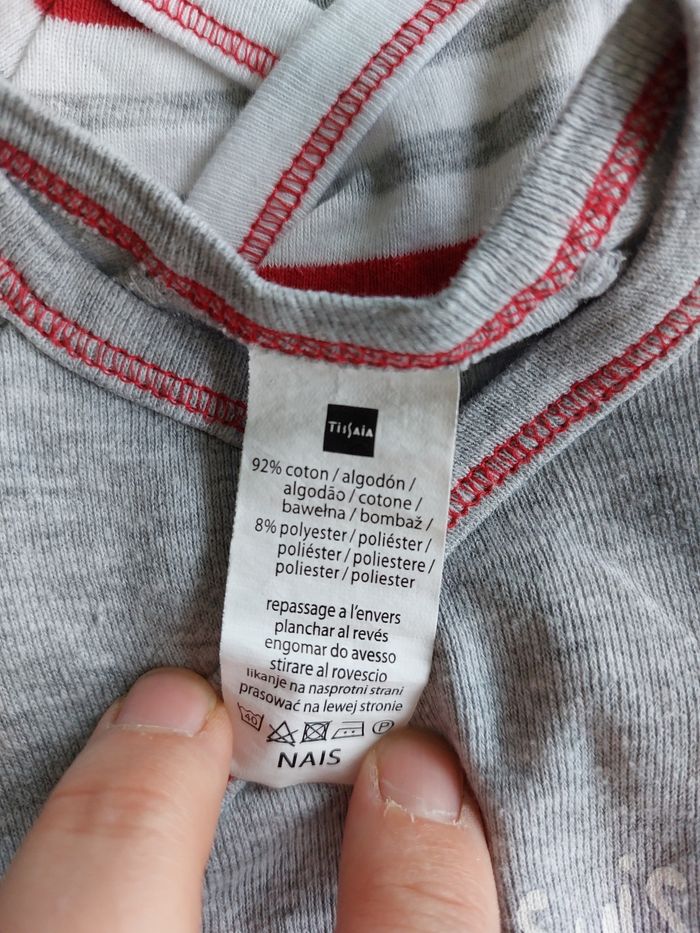 TiſSAiA
92% coton / algodón /
algodão / cotone /
bawełna / bombaž /
8% polyester / poliéster /
poliéster / poliestere /
poliester / poliester
repassage a l'envers
planchar al revés
engomar do avesso
stirare al rovescio
likanje na nasprotni strani
prasować na lewej stronie
40 P
NAIS
suis